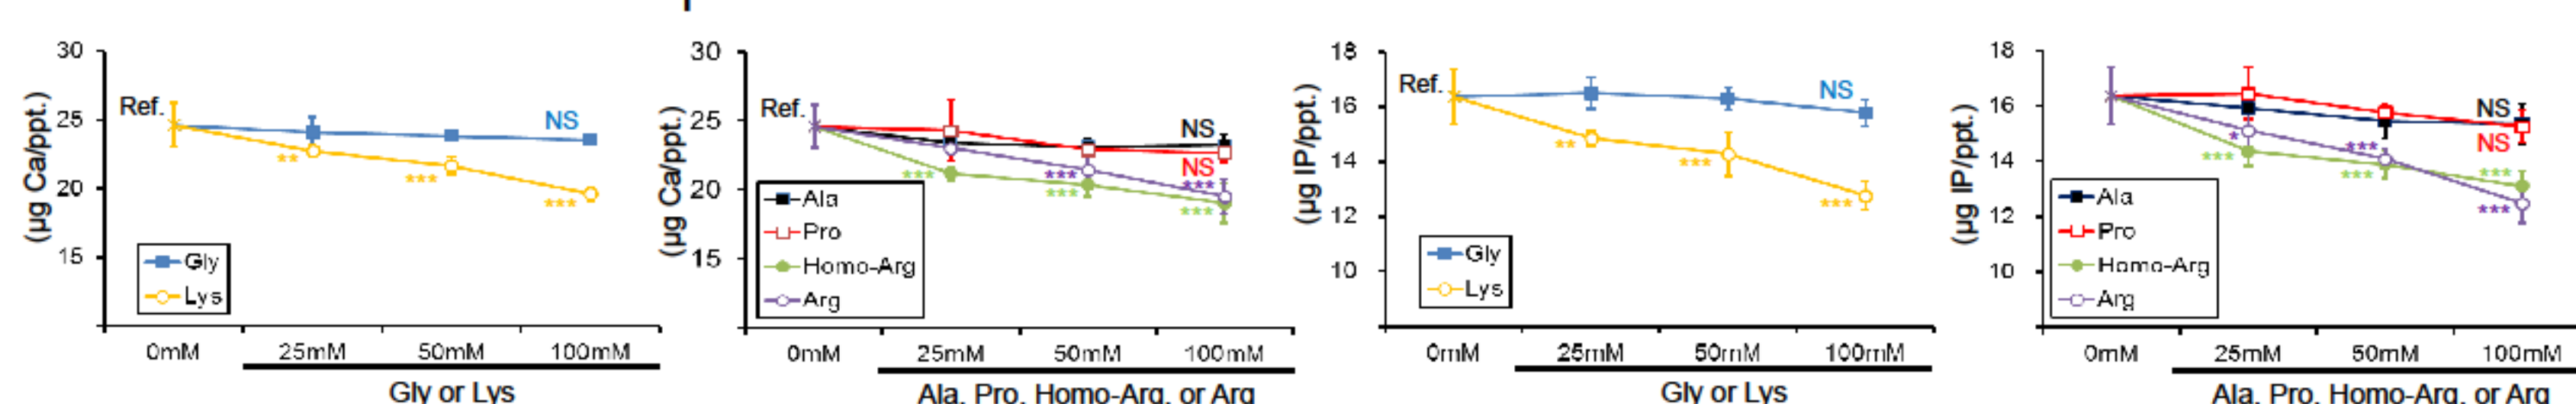 (µg Ca/ppt.)
30
25
20
15
Ref.
NS
**
***
***
Gly
Lys
0mM
25mM
50mM
100mM
Gly or Lys
(µg Ca/ppt.)
30
25
20
15
Ref.
NS
NS
***
***
***
***
***
Ala
Pro
Homo-Arg
Arg
0mM
25mM
50mM
100mM
Ala, Pro, Homo-Arg, or Arg
(µg IP/ppt.)
18
16
14
12
10
Ref.
NS
**
***
***
Gly
Lys
0mM
25mM
50mM
100mM
Gly or Lys
(µg IP/ppt.)
18
16
14
12
10
NS
NS
*
***
***
***
***
***
Ala
Pro
Homo-Arg
Arg
0mM
25mM
50mM
100mM
Ala, Pro, Homo-Arg, or Arg